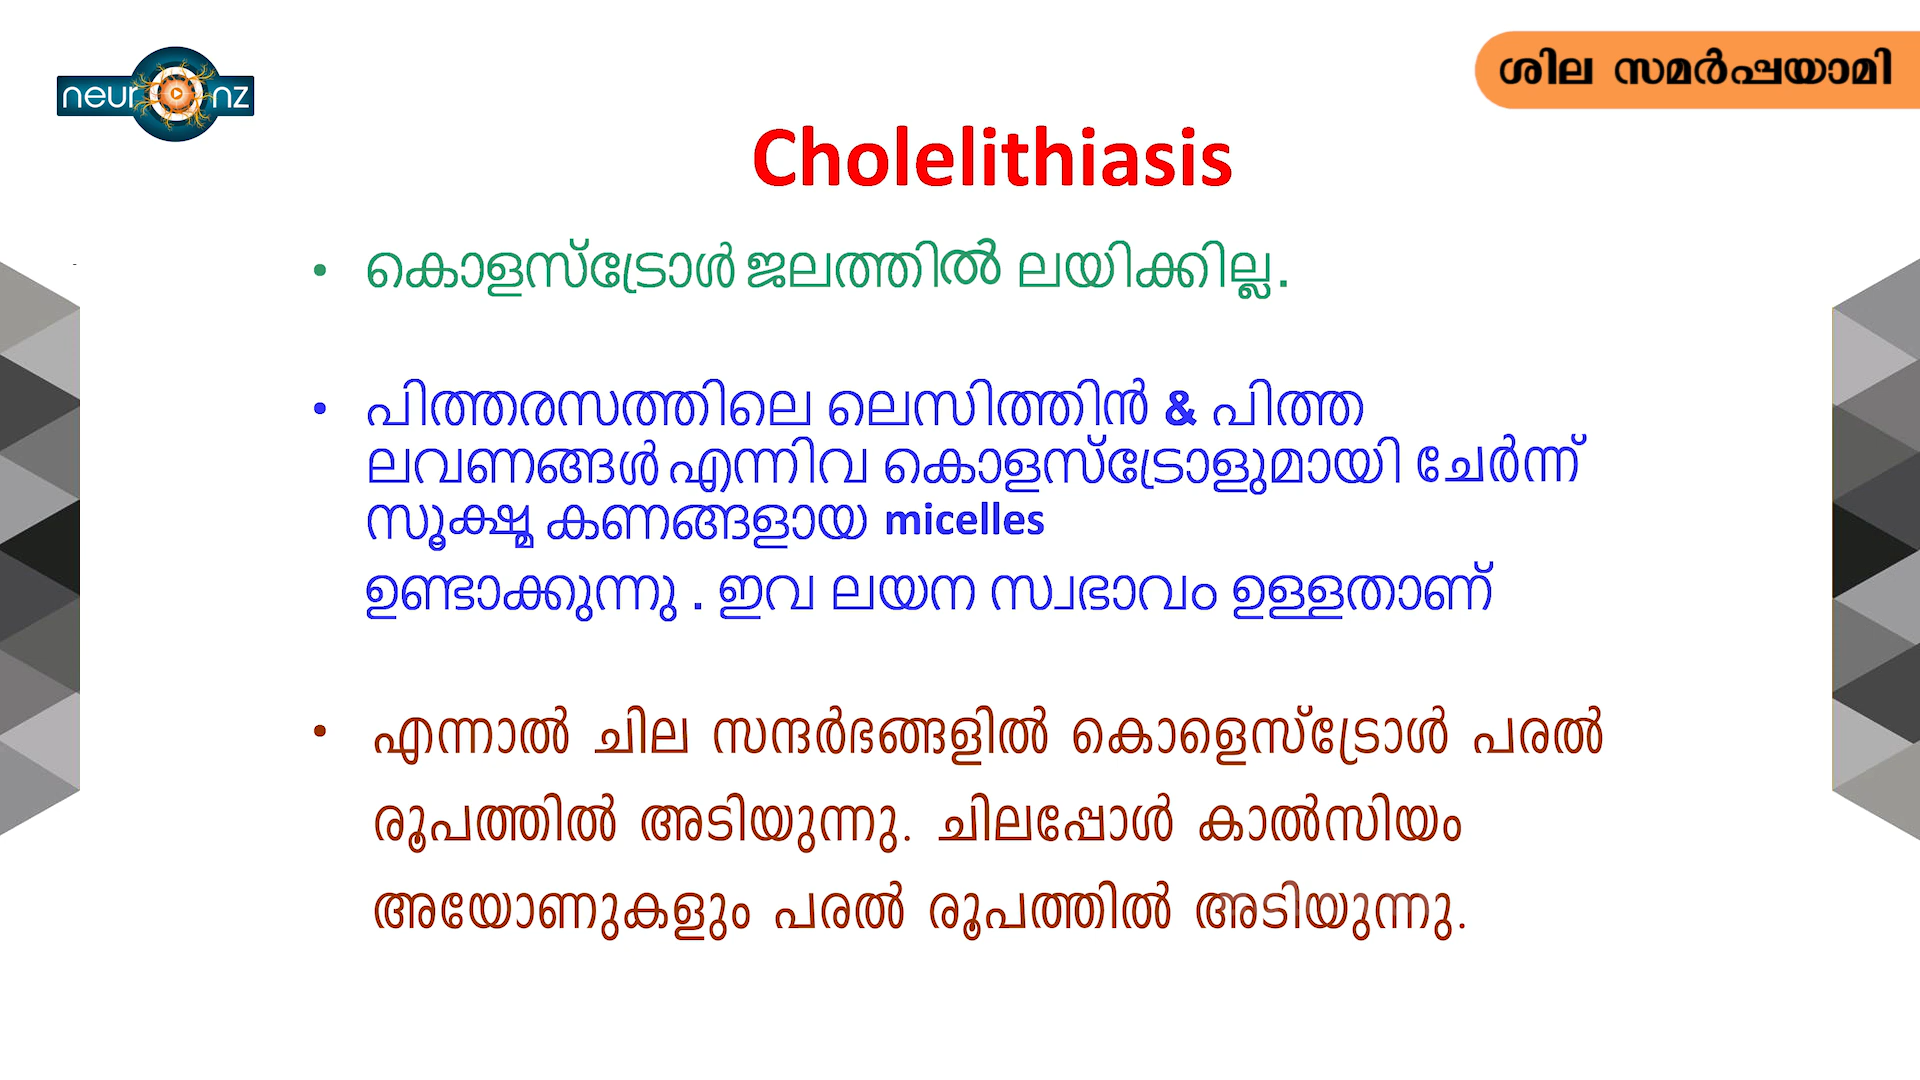 neuronz
ശില സമർപ്പയാമി
Cholelithiasis
• കൊളസ്ട്രോൾ ജലത്തിൽ ലയിക്കില്ല.
• പിത്തരസത്തിലെ ലെസിത്തിൻ & പിത്ത
ലവണങ്ങൾ എന്നിവ കൊളസ്ട്രോളുമായി ചേർന്ന്
സൂക്ഷ്മ കണങ്ങളായ micelles
ഉണ്ടാക്കുന്നു . ഇവ ലയന സ്വഭാവം ഉള്ളതാണ്
• എന്നാൽ ചില സന്ദർഭങ്ങളിൽ കൊളെസ്ട്രോൾ പരൽ
രൂപത്തിൽ അടിയുന്നു. ചിലപ്പോൾ കാൽസിയം
അയോണുകളും പരൽ രൂപത്തിൽ അടിയുന്നു.